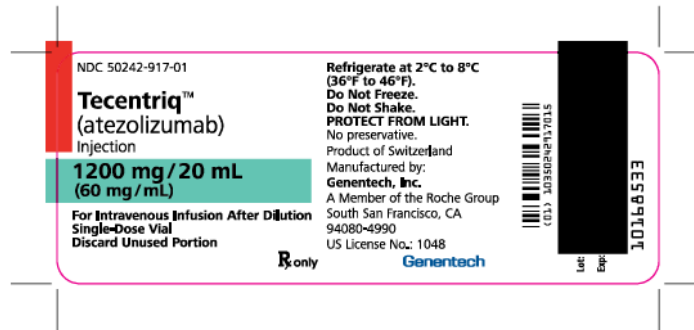 NDC 50242-917-01
Tecentriq™
(atezolizumab)
Injection
1200 mg/20 mL
(60 mg/mL)
For Intravenous Infusion After Dilution
Single-Dose Vial
Discard Unused Portion
Rx only
Refrigerate at 2°C to 8°C
(36°F to 46°F).
Do Not Freeze.
Do Not Shake.
PROTECT FROM LIGHT.
No preservative.
Product of Switzerland
Manufactured by:
Genentech, Inc.
A Member of the Roche Group
South San Francisco, CA
94080-4990
US License No.: 1048
Genentech
(01) 10350242917015
Lot:
Exp:
10168533